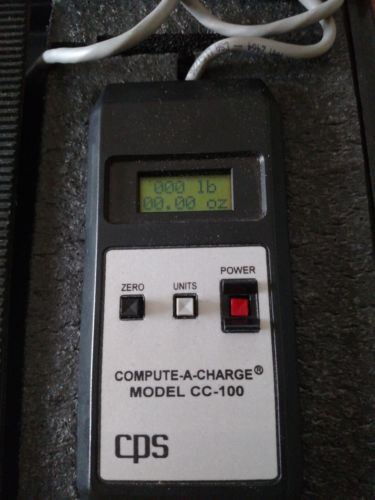 000 lb
00.00 oz
POWER
ZERO UNITS
COMPUTE-A-CHARGE®
MODEL CC-100
cps